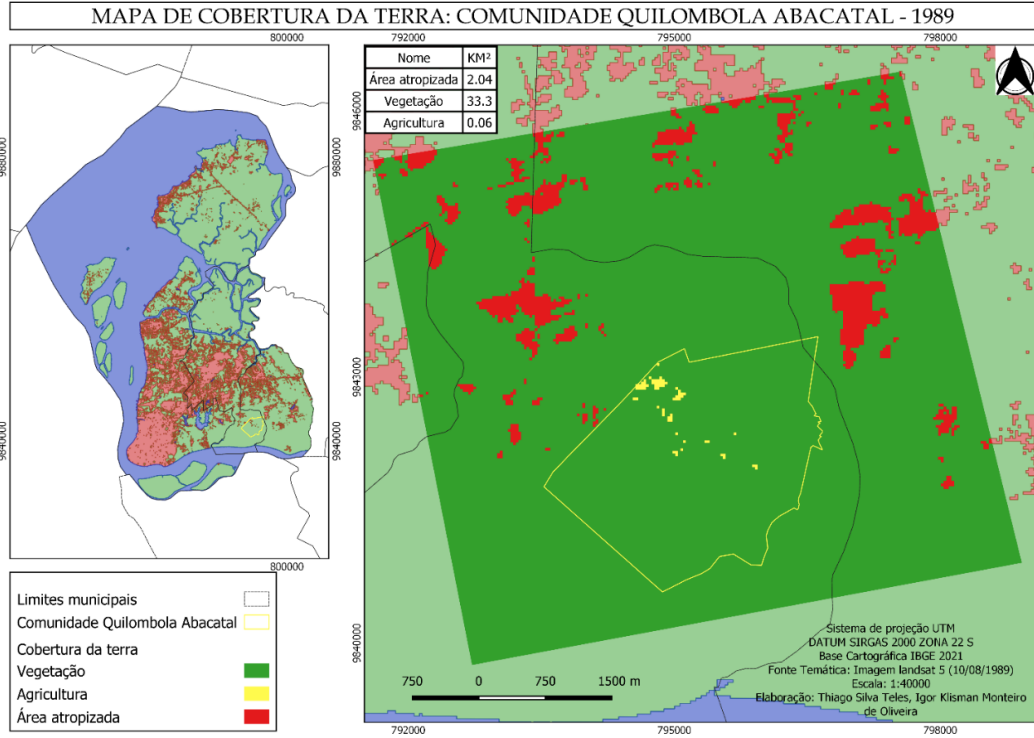 MAPA DE COBERTURA DA TERRA: COMUNIDADE QUILOMBOLA ABACATAL - 1989
800000
792000
795000
798000
Nome KM²
Área atropizada 2.04
Vegetação 33.3
Agricultura 0.06
9846000
9880000
9880000
9843000
9840000
9840000
800000
9840000
Limites municipais
Comunidade Quilombola Abacatal
Cobertura da terra
Vegetação
Agricultura
Área atropizada
750 0 750 1500 m
Sistema de projeção UTM
DATUM SIRGAS 2000 ZONA 22 S
Base Cartográfica IBGE 2021
Fonte Temática: Imagem landsat 5 (10/08/1989)
Escala: 1:40000
Elaboração: Thiago Silva Teles, Igor Klisman Monteiro
de Oliveira
792000
795000
798000